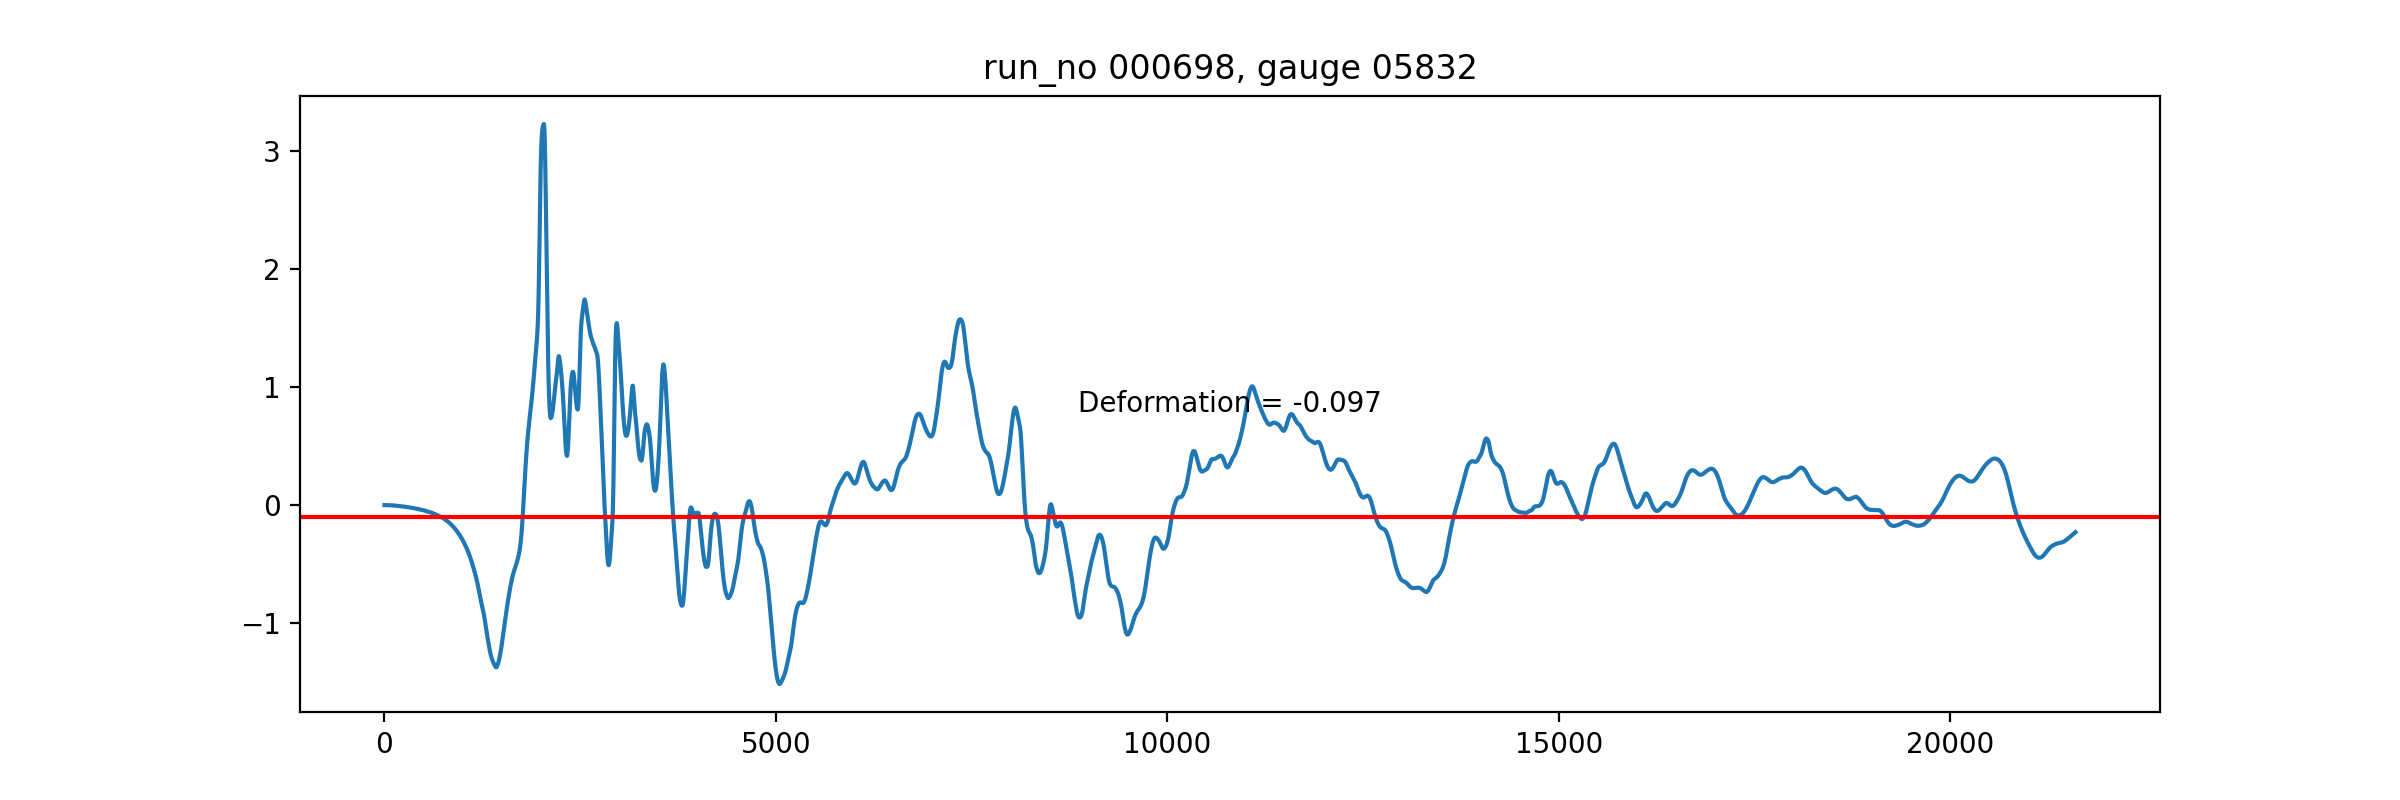 run_no 000698, gauge 05832
3
2
1
0
−1
Deformation = -0.097
0 5000 10000 15000 20000